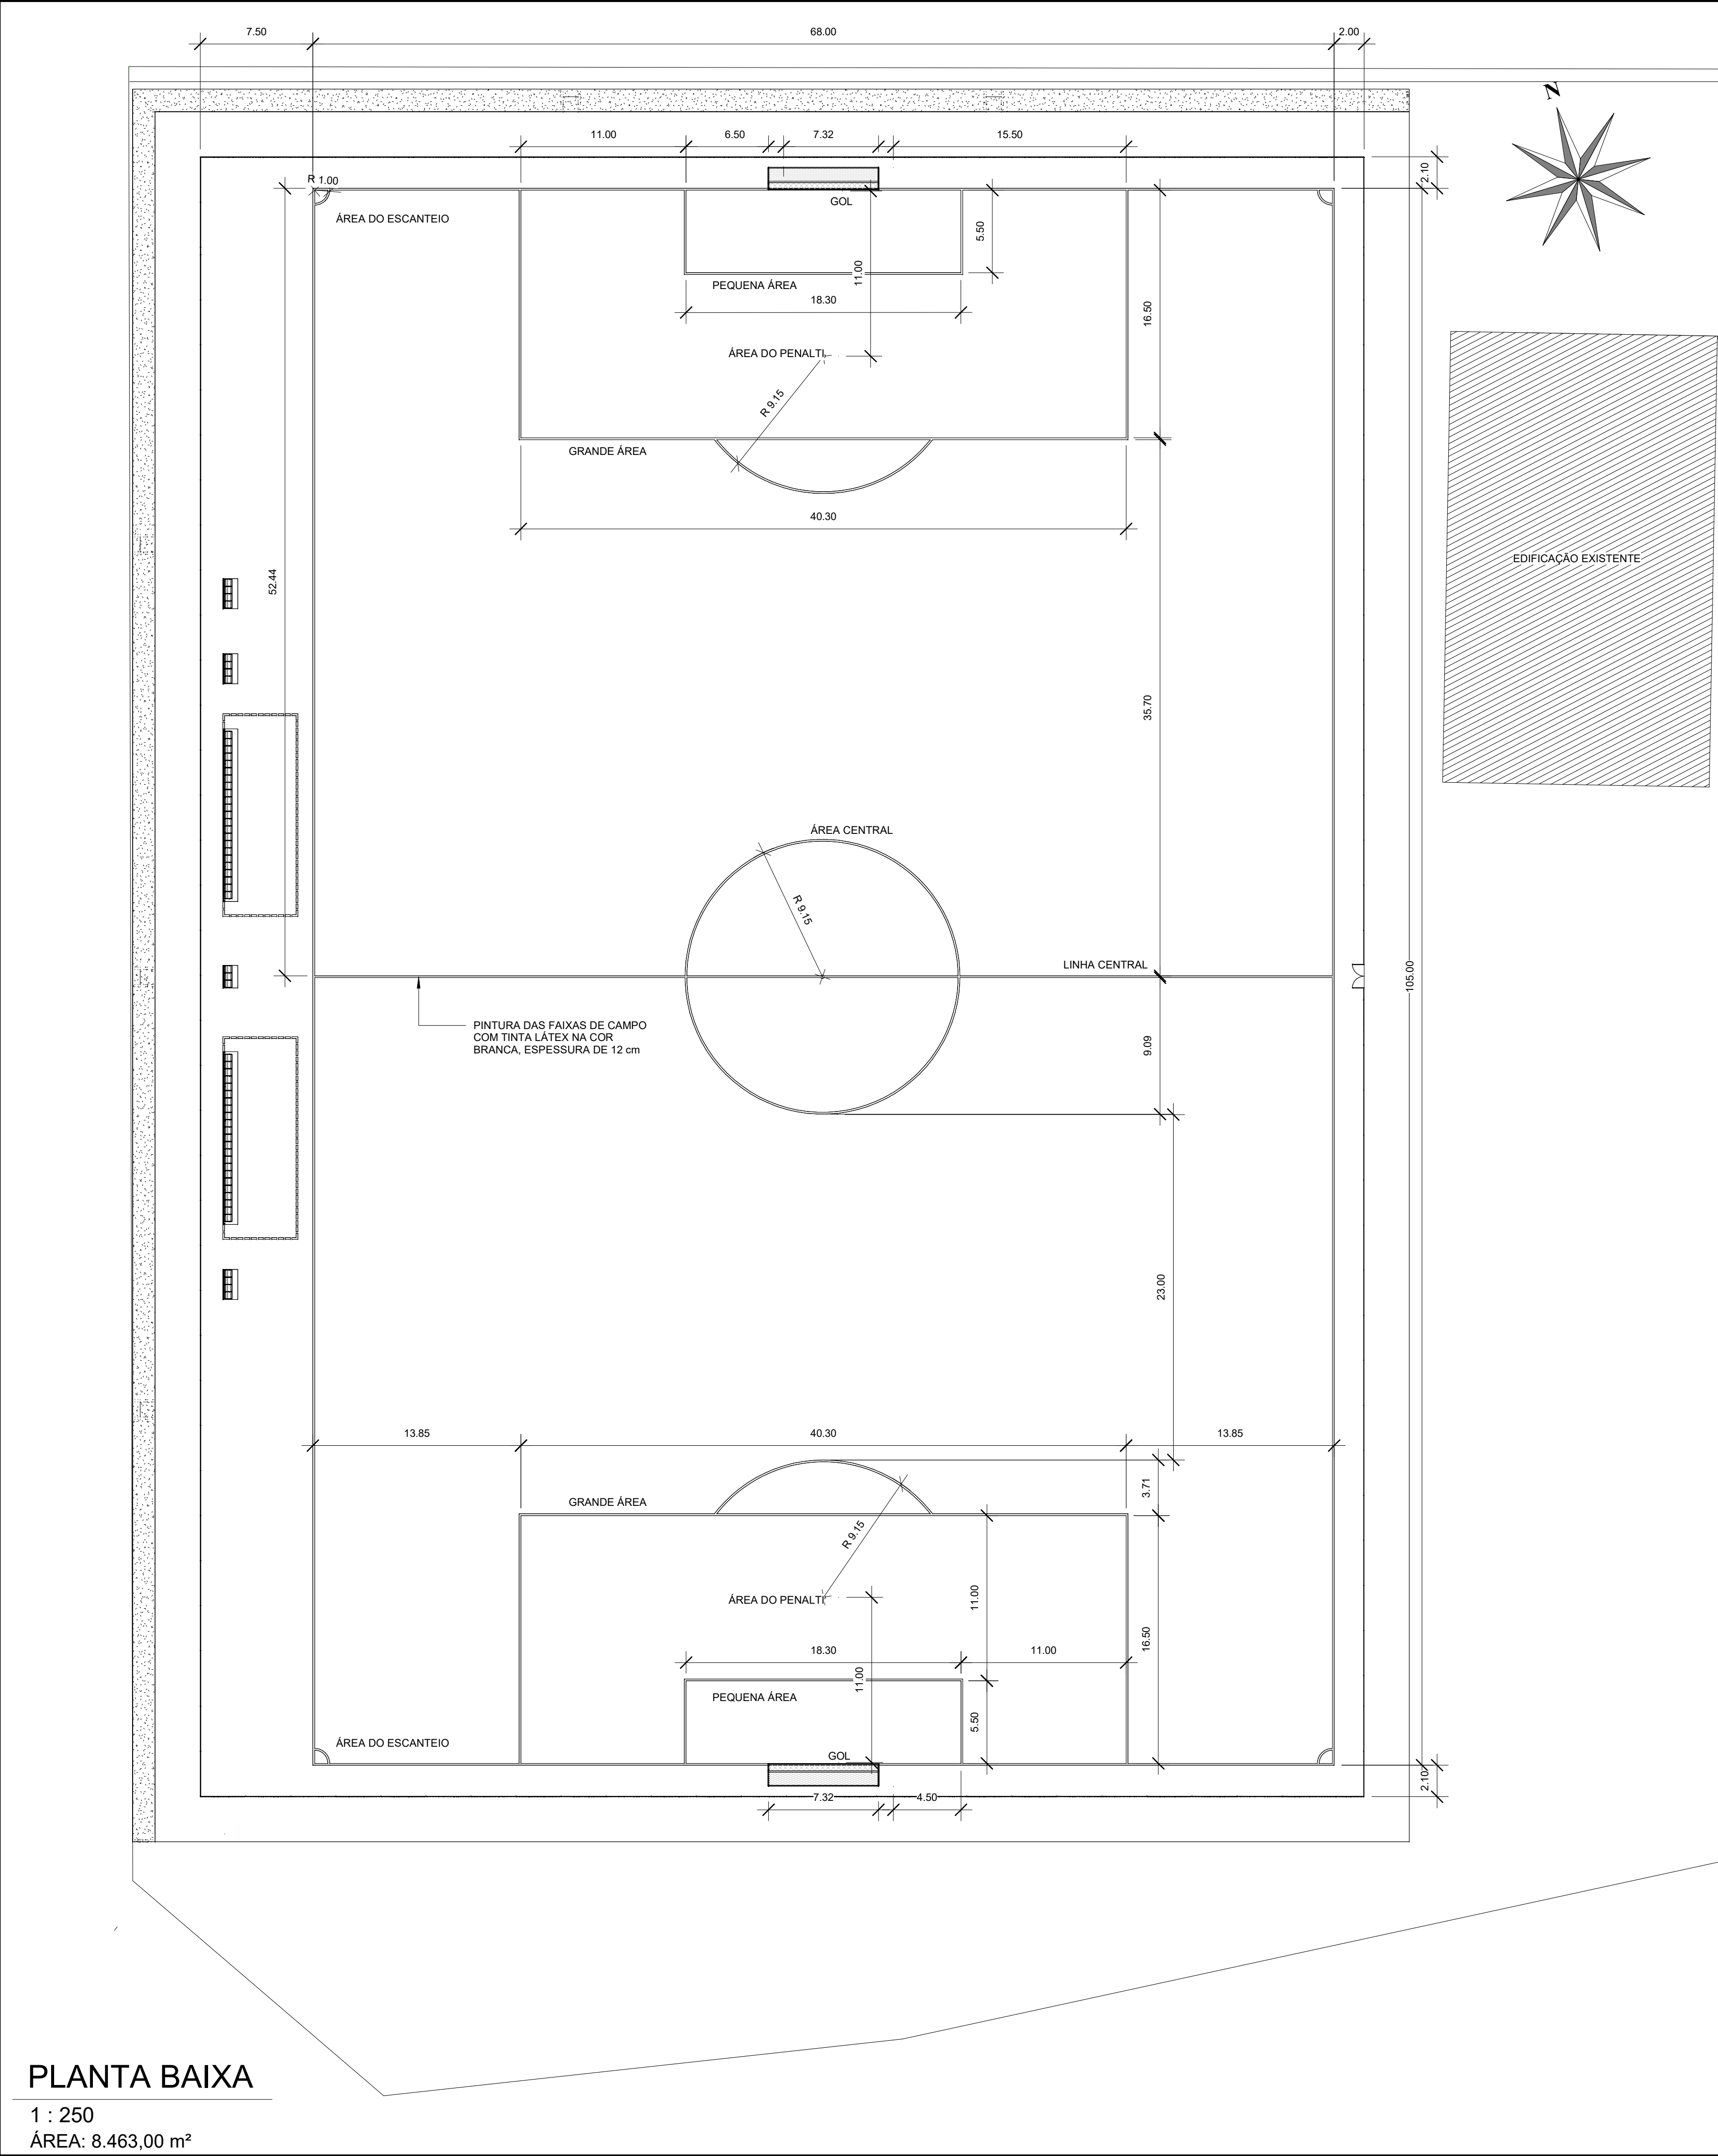 7.50
68.00
2.00
N
11.00
6.50
7.32
15.50
2.10
R 1.00
GOL
ÁREA DO ESCANTEIO
5.50
11.00
PEQUENA ÁREA
18.30
16.50
ÁREA DO PENALTI
R 9.15
GRANDE ÁREA
40.30
52.44
EDIFICAÇÃO EXISTENTE
35.70
ÁREA CENTRAL
R 9.15
LINHA CENTRAL
105.00
PINTURA DAS FAIXAS DE CAMPO
COM TINTA LÁTEX NA COR
BRANCA, ESPESSURA DE 12 cm
9.09
23.00
13.85
40.30
13.85
3.71
GRANDE ÁREA
R 9.15
ÁREA DO PENALTI
11.00
16.50
18.30
11.00
11.00
PEQUENA ÁREA
5.50
ÁREA DO ESCANTEIO
GOL
2.10
7.32
4.50
PLANTA BAIXA
1 : 250
ÁREA: 8.463,00 m²